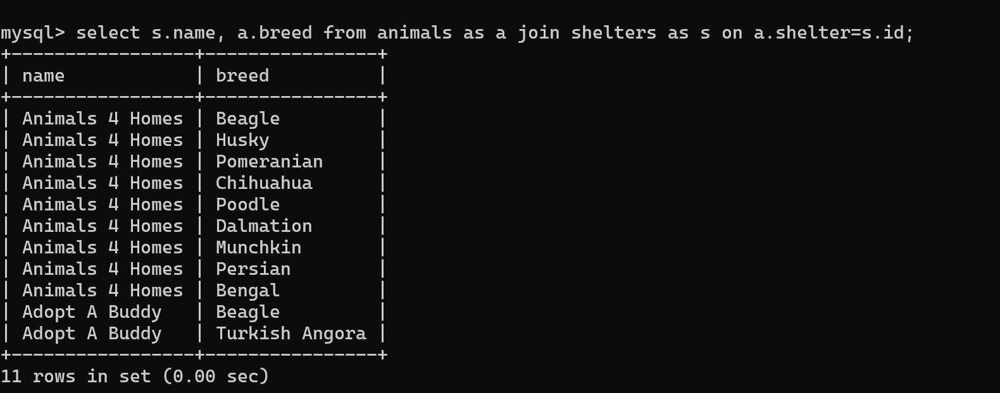 mysql> select s.name, a.breed from animals as a join shelters as s on a.shelter=s.id;
+-----------------+----------------+
| name            | breed          |
+-----------------+----------------+
| Animals 4 Homes | Beagle         |
| Animals 4 Homes | Husky          |
| Animals 4 Homes | Pomeranian     |
| Animals 4 Homes | Chihuahua      |
| Animals 4 Homes | Poodle         |
| Animals 4 Homes | Dalmation      |
| Animals 4 Homes | Munchkin       |
| Animals 4 Homes | Persian        |
| Animals 4 Homes | Bengal         |
| Adopt A Buddy   | Beagle         |
| Adopt A Buddy   | Turkish Angora |
+-----------------+----------------+
11 rows in set (0.00 sec)